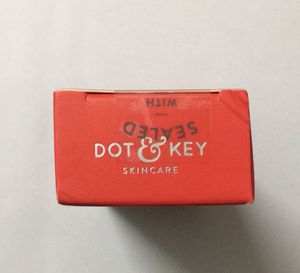 WITH
SEALED
DOT & KEY
SKINCARE